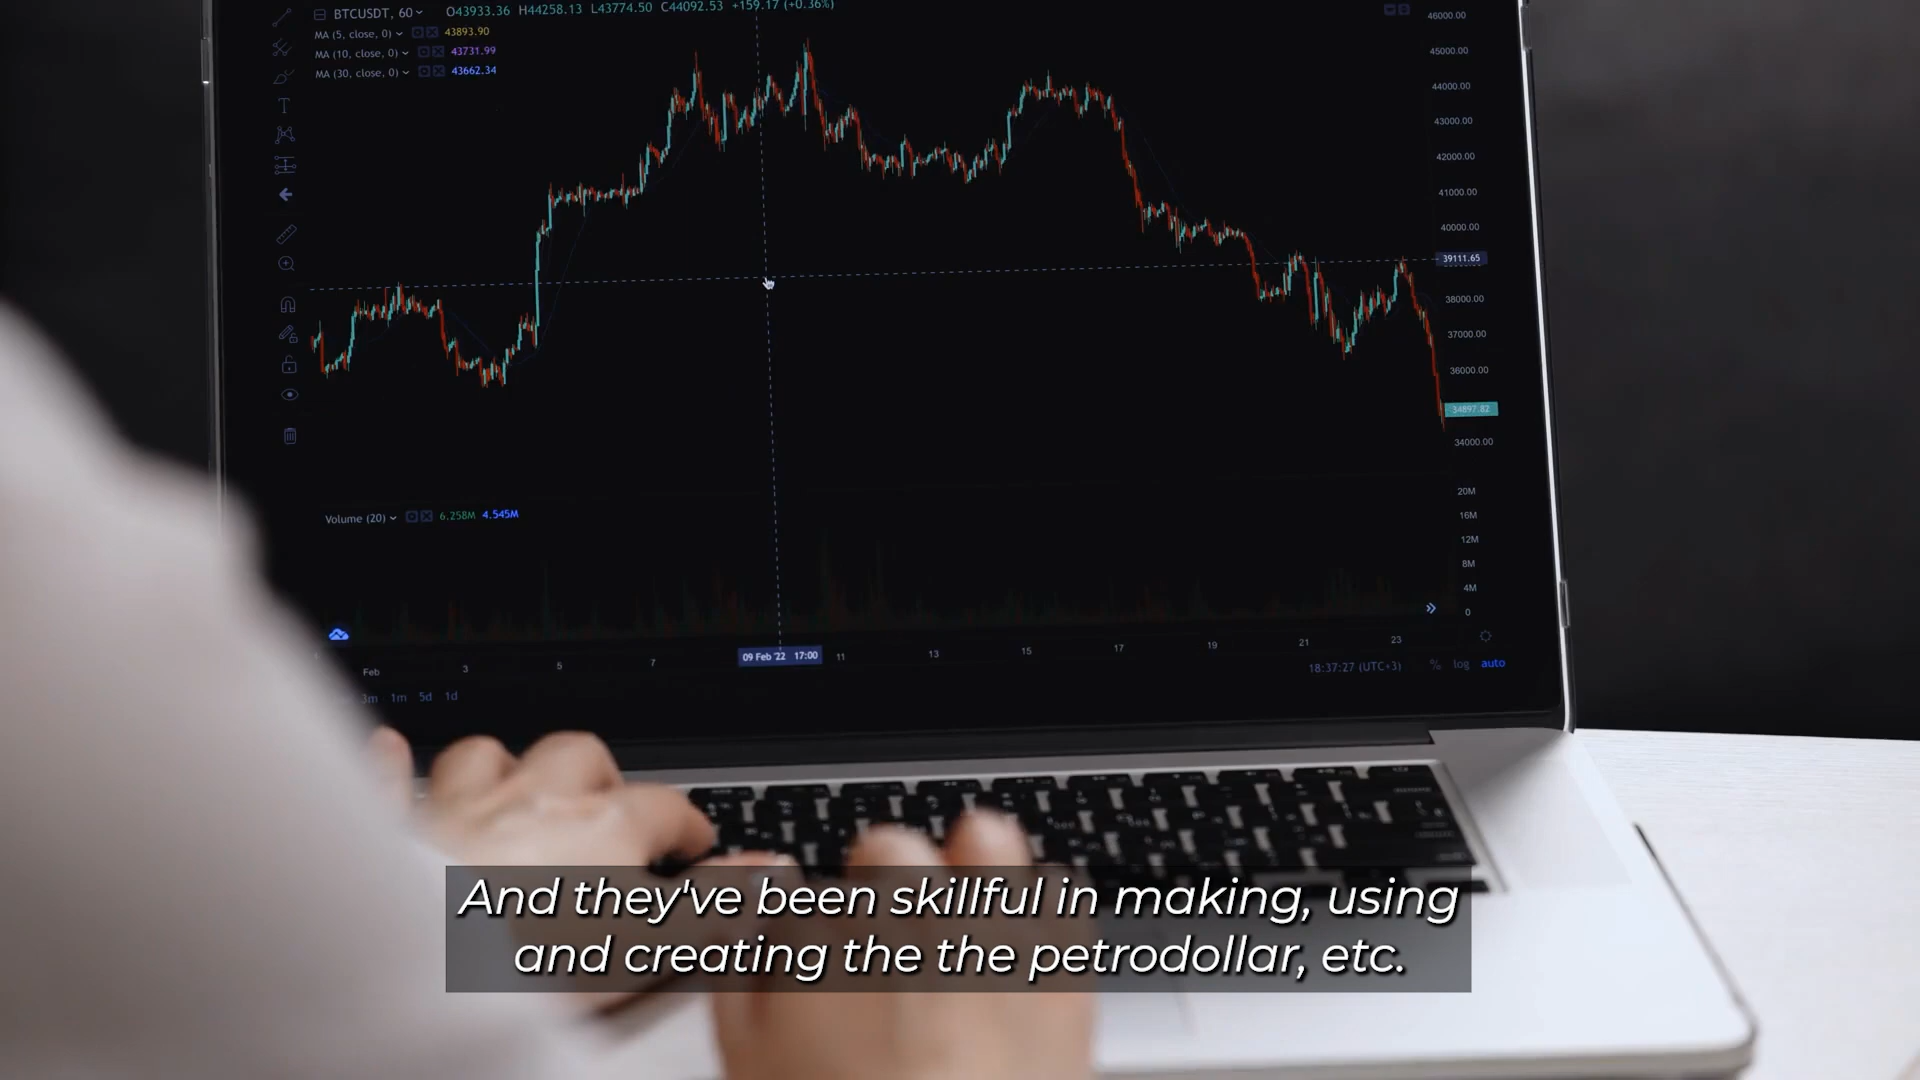 BTCUSDT, 60 O43933.36 H44258.13 L43774.50 C44092.53 +159.17 (+0.36%)
MA (5, close, 0) 43893.90
MA (10, close, 0) 43731.99
MA (30, close, 0) 43662.34
46000.00
45000.00
44000.00
43000.00
42000.00
41000.00
40000.00
39111.65
38000.00
37000.00
36000.00
34897.82
34000.00
Volume (20) 6.258M 4.545M
20M
16M
12M
8M
4M
0
Feb 3 5 7 09 Feb '22 17:00 11 13 15 17 19 21 23
3m 1m 5d 1d
18:37:27 (UTC+3) % log auto
And they've been skillful in making, using
and creating the the petrodollar, etc.